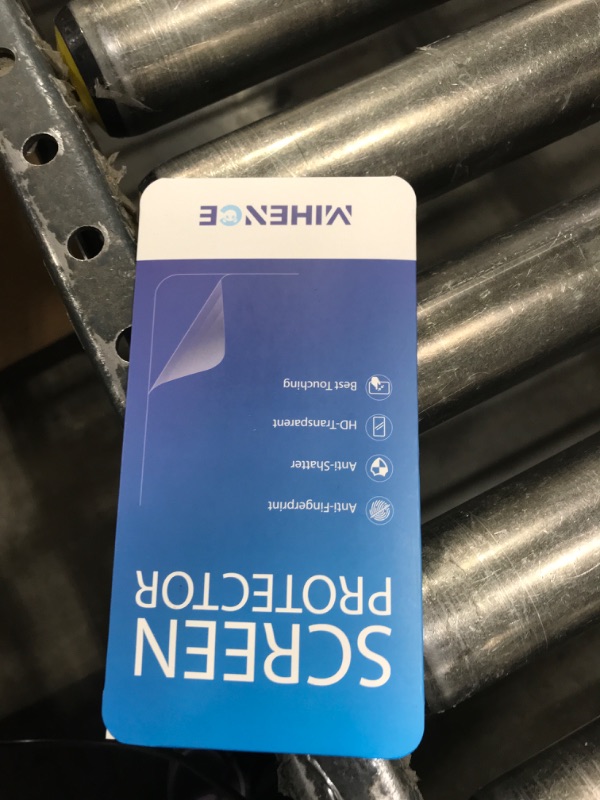 SCREEN
PROTECTOR
Anti-Fingerprint
Anti-Shatter
HD-Transparent
Best Touching
MIHENCE